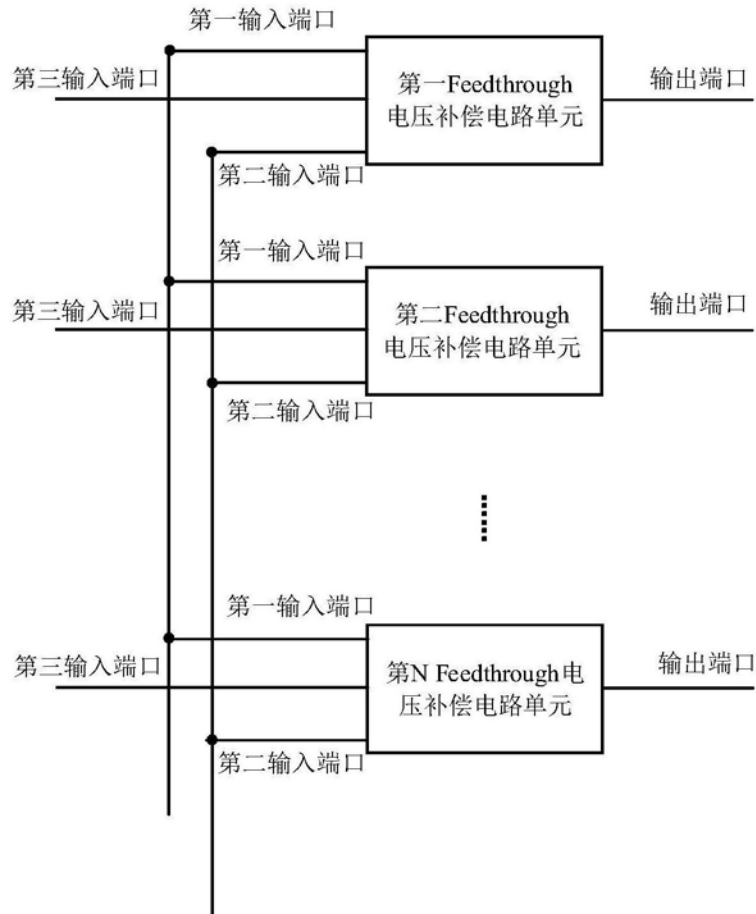 第一输入端口
第三输入端口
第一Feedthrough
电压补偿电路单元
输出端口
第二输入端口
第一输入端口
第三输入端口
第二Feedthrough
电压补偿电路单元
输出端口
第二输入端口
第一输入端口
第三输入端口
第N Feedthrough电
压补偿电路单元
输出端口
第二输入端口